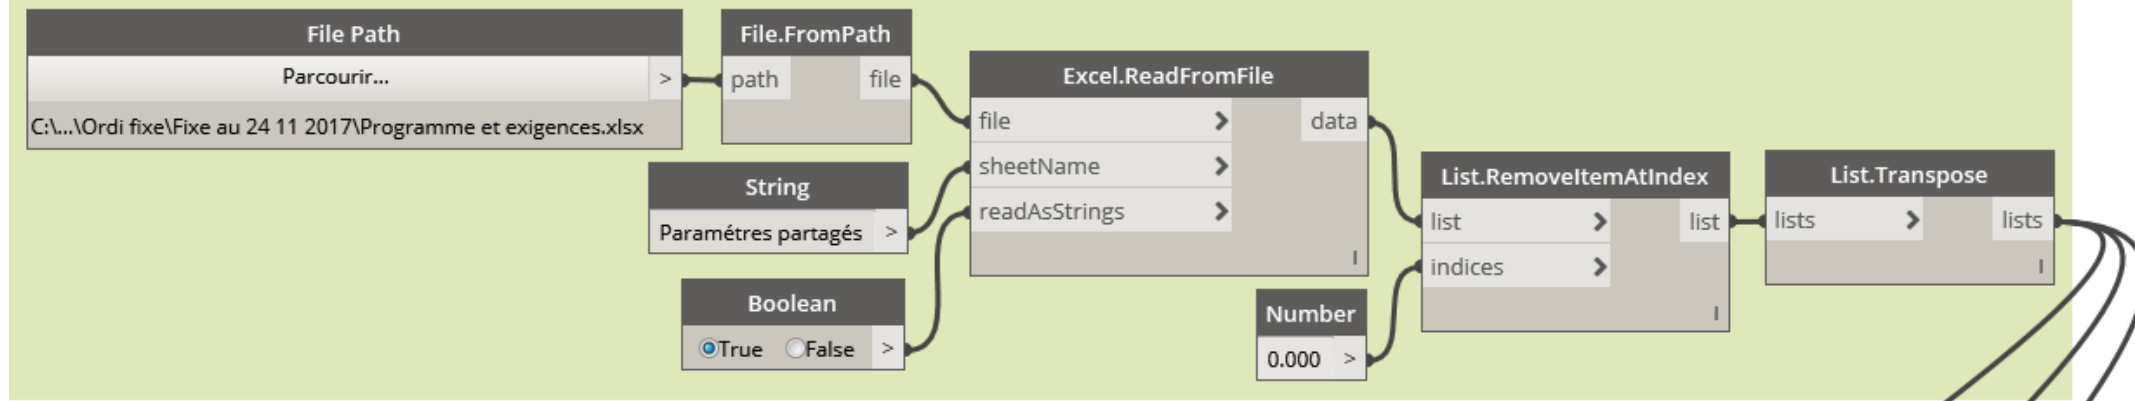 File Path
Parcourir...
>
C:\...\Ordi fixe\Fixe au 24 11 2017\Programme et exigences.xlsx
File.FromPath
path
file
String
Paramétres partagés
>
Boolean
True
False
>
Excel.ReadFromFile
file
data
sheetName
readAsStrings
Number
0.000
>
List.RemoveItemAtIndex
list
list
indices
List.Transpose
lists
lists